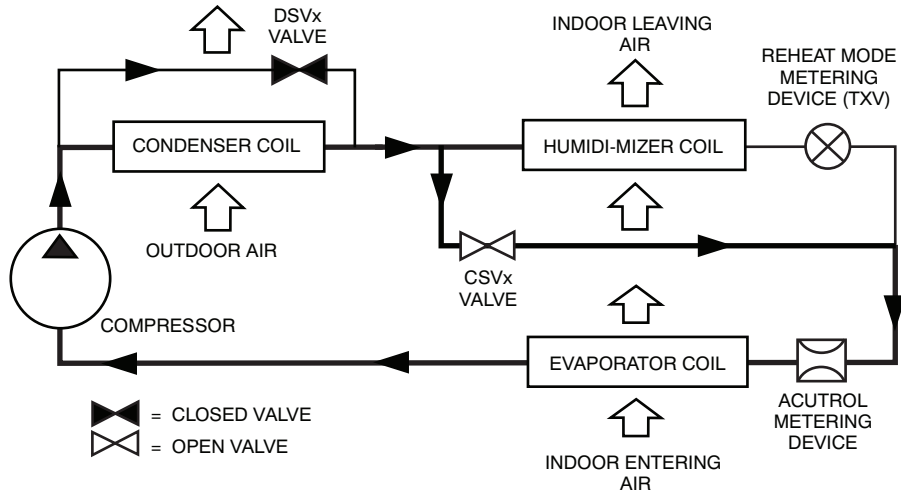 DSVx
VALVE
INDOOR LEAVING
AIR
REHEAT MODE
METERING
DEVICE (TXV)
CONDENSER COIL
HUMIDI-MIZER COIL
OUTDOOR AIR
CSVx
VALVE
COMPRESSOR
EVAPORATOR COIL
= CLOSED VALVE
= OPEN VALVE
ACUTROL
METERING
DEVICE
INDOOR ENTERING
AIR